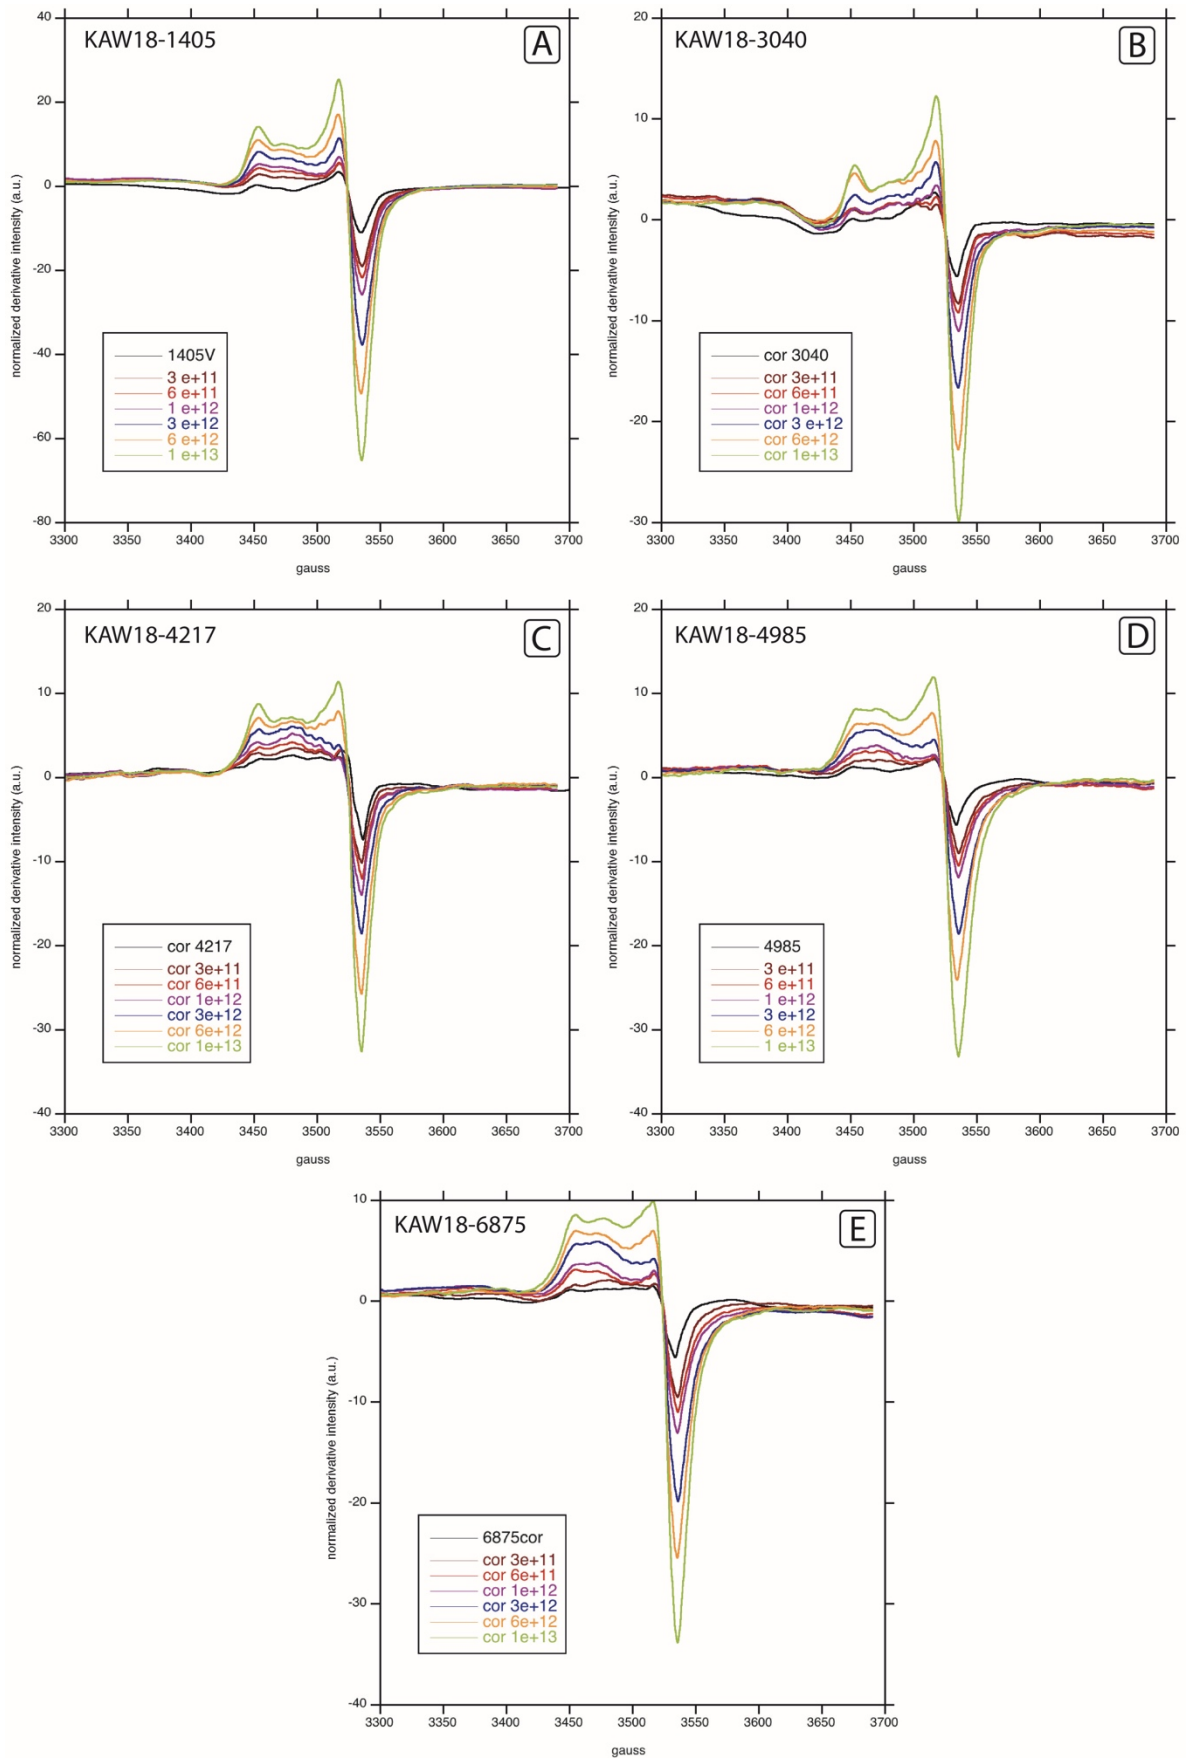 KAW18-1405
A
40
20
0
-20
-40
-60
-80
normalized derivative intensity (a.u.)
1405V
3 e+11
6 e+11
1 e+12
3 e+12
6 e+12
1 e+13
3300 3350 3400 3450 3500 3550 3600 3650 3700
gauss
KAW18-3040
B
20
10
0
-10
-20
-30
normalized derivative intensity (a.u.)
cor 3040
cor 3e+11
cor 6e+11
cor 1e+12
cor 3 e+12
cor 6e+12
cor 1e+13
3300 3350 3400 3450 3500 3550 3600 3650 3700
gauss
KAW18-4217
C
20
10
0
-10
-20
-30
-40
normalized derivative intensity (a.u.)
cor 4217
cor 3e+11
cor 6e+11
cor 1e+12
cor 3e+12
cor 6e+12
cor 1e+13
3300 3350 3400 3450 3500 3550 3600 3650 3700
gauss
KAW18-4985
D
20
10
0
-10
-20
-30
-40
normalized derivative intensity (a.u.)
4985
3 e+11
6 e+11
1 e+12
3 e+12
6 e+12
1 e+13
3300 3350 3400 3450 3500 3550 3600 3650 3700
gauss
KAW18-6875
E
10
0
-10
-20
-30
-40
normalized derivative intensity (a.u.)
6875cor
cor 3e+11
cor 6e+11
cor 1e+12
cor 3e+12
cor 6e+12
cor 1e+13
3300 3350 3400 3450 3500 3550 3600 3650 3700
gauss